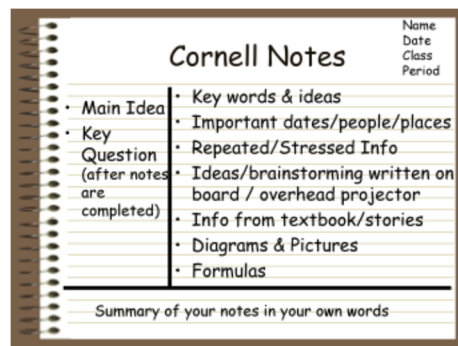 Name
Date
Class
Period
Cornell Notes
• Main Idea
• Key
Question
(after notes
are
completed)
• Key words & ideas
• Important dates/people/places
• Repeated/Stressed Info
• Ideas/brainstorming written on
board / overhead projector
• Info from textbook/stories
• Diagrams & Pictures
• Formulas
Summary of your notes in your own words